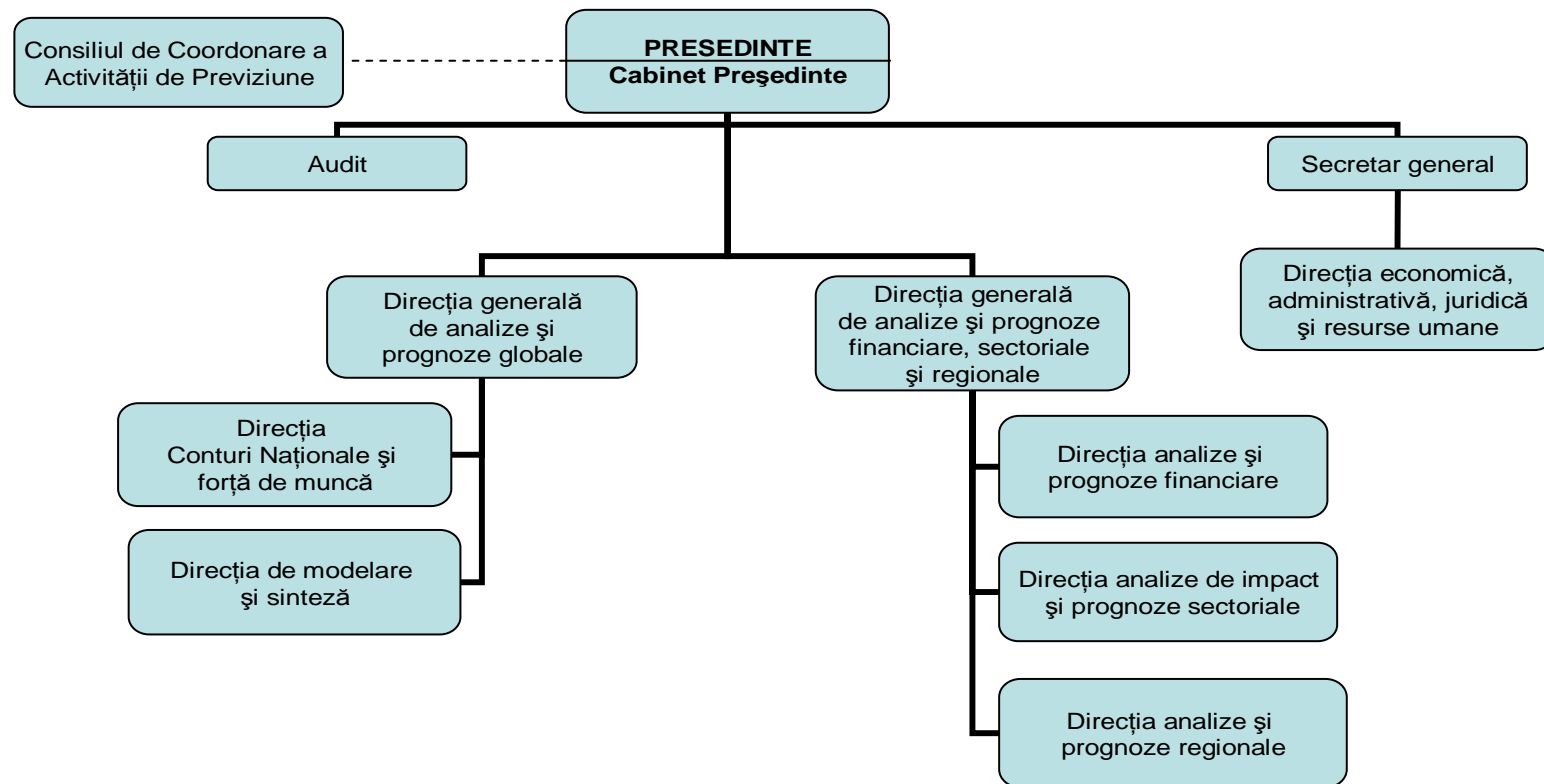 Consiliul de Coordonare a
Activității de Previziune
PRESEDINTE
Cabinet Preşedinte
Audit
Secretar general
Direcția generală
de analize şi
prognoze globale
Direcția generală
de analize şi prognoze
financiare, sectoriale
şi regionale
Direcția economică,
administrativă, juridică
şi resurse umane
Direcția
Conturi Naționale şi
forță de muncă
Direcția de modelare
şi sinteză
Direcția analize şi
prognoze financiare
Direcția analize de impact
şi prognoze sectoriale
Direcția analize şi
prognoze regionale